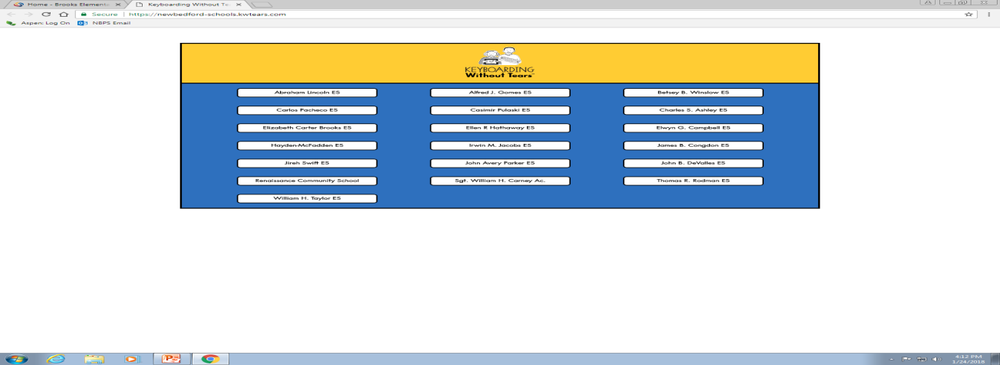 Home - Brooks Elementa
Keyboarding Without Te
Secure | https://newbedford-schools.kwtears.com
Aspen: Log On NBPS Email
KEYBOARDING
Without Tears™
Abraham Lincoln ES Alfred J. Gomes ES Betsey B. Winslow ES
Carlos Pacheco ES Casimir Pulaski ES Charles S. Ashley ES
Elizabeth Carter Brooks ES Ellen R Hathaway ES Elwyn G. Campbell ES
Hayden-McFadden ES Irwin M. Jacobs ES James B. Congdon ES
Jireh Swift ES John Avery Parker ES John B. DeValles ES
Renaissance Community School Sgt. William H. Carney Ac. Thomas R. Rodman ES
William H. Taylor ES
4:12 PM
1/24/2018